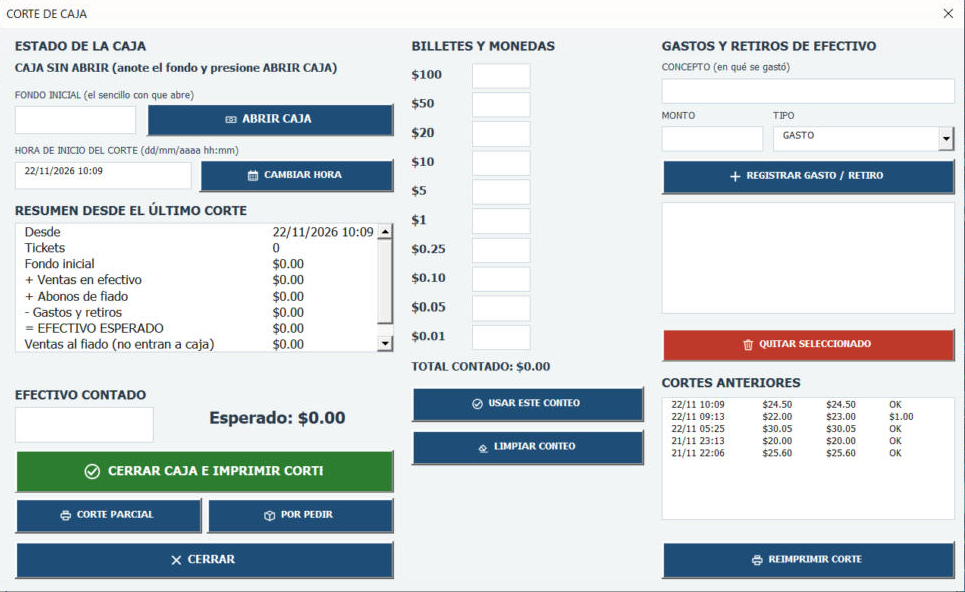 CORTE DE CAJA
ESTADO DE LA CAJA
CAJA SIN ABRIR (anote el fondo y presione ABRIR CAJA)
FONDO INICIAL (el sencillo con que abre)
ABRIR CAJA
HORA DE INICIO DEL CORTE (dd/mm/aaaa hh:mm)
22/11/2026 10:09
CAMBIAR HORA
RESUMEN DESDE EL ÚLTIMO CORTE
Desde 22/11/2026 10:09
Tickets 0
Fondo inicial $0.00
+ Ventas en efectivo $0.00
+ Abonos de fiado $0.00
- Gastos y retiros $0.00
= EFECTIVO ESPERADO $0.00
Ventas al fiado (no entran a caja) $0.00
EFECTIVO CONTADO
Esperado: $0.00
CERRAR CAJA E IMPRIMIR CORTI
CORTE PARCIAL
POR PEDIR
CERRAR
BILLETES Y MONEDAS
$100
$50
$20
$10
$5
$1
$0.25
$0.10
$0.05
$0.01
TOTAL CONTADO: $0.00
USAR ESTE CONTEO
LIMPIAR CONTEO
GASTOS Y RETIROS DE EFECTIVO
CONCEPTO (en qué se gastó)
MONTO TIPO
GASTO
REGISTRAR GASTO / RETIRO
QUITAR SELECCIONADO
CORTES ANTERIORES
22/11 10:09 $24.50 $24.50 OK
22/11 09:13 $22.00 $23.00 $1.00
22/11 05:25 $30.05 $30.05 OK
21/11 23:13 $20.00 $20.00 OK
21/11 22:06 $25.60 $25.60 OK
REIMPRIMIR CORTE